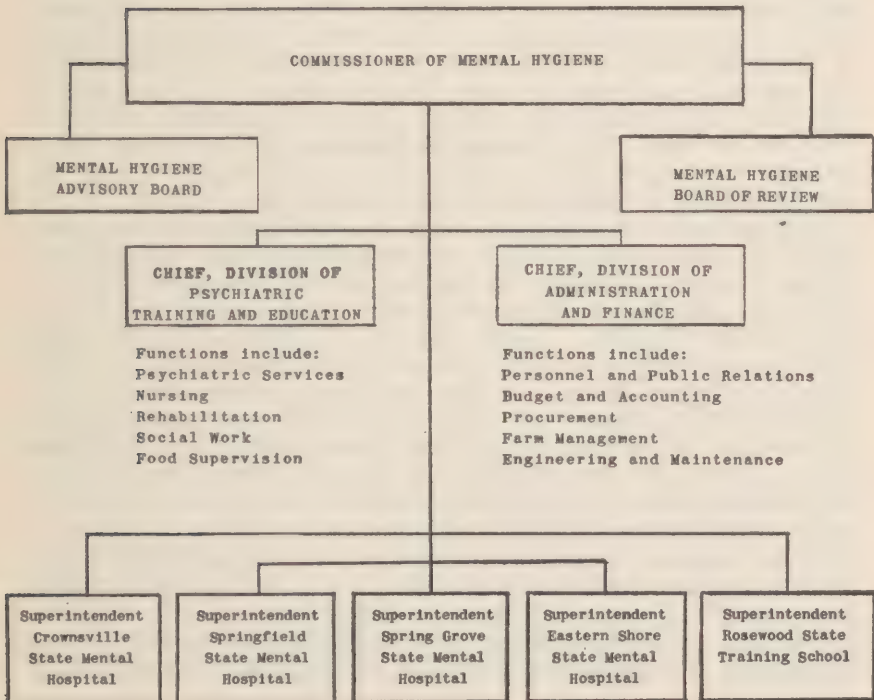 COMMISSIONER OF MENTAL HYGIENE
MENTAL HYGIENE
ADVISORY BOARD
MENTAL HYGIENE
BOARD OF REVIEW
CHIEF, DIVISION OF
PSYCHIATRIC
TRAINING AND EDUCATION
Functions include:
Psychiatric Services
Nursing
Rehabilitation
Social Work
Food Supervision
CHIEF, DIVISION OF
ADMINISTRATION
AND FINANCE
Functions include:
Personnel and Public Relations
Budget and Accounting
Procurement
Farm Management
Engineering and Maintenance
Superintendent
Crownsville
State Mental
Hospital
Superintendent
Springfield
State Mental
Hospital
Superintendent
Spring Grove
State Mental
Hospital
Superintendent
Eastern Shore
State Mental
Hospital
Superintendent
Rosewood State
Training School